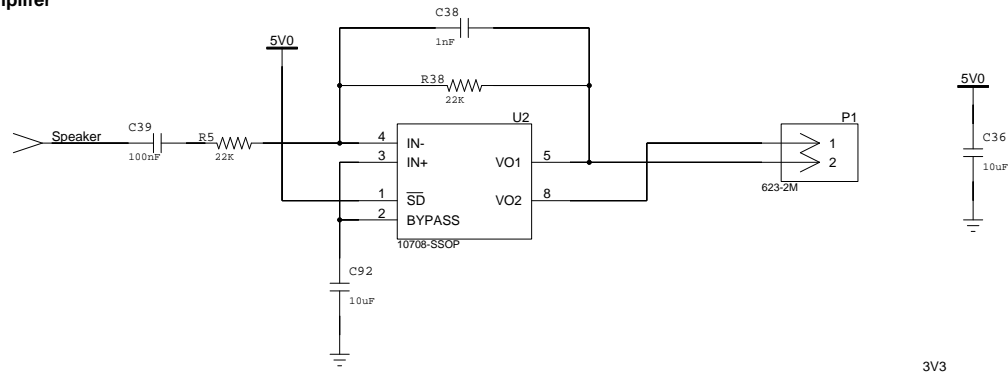 plifer
C38
1nF
5V0
R38
22K
5V0
U2
P1
C39
Speaker
R5
100nF
22K
4
IN-
3
IN+
VO1
5
1
2
C36
10uF
1
SD
VO2
8
2
BYPASS
623-2M
10708-SSOP
C92
10uF
3V3